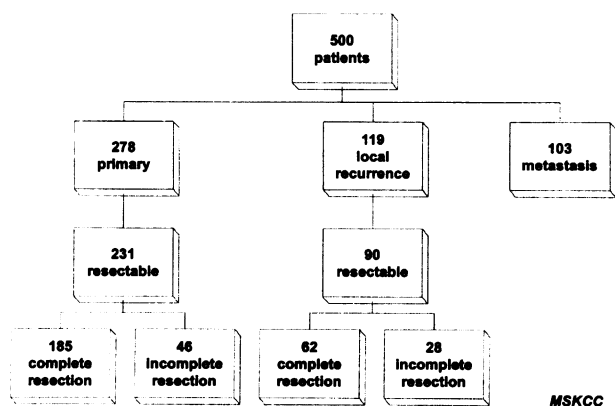 500
patients
278
primary
119
local
recurrence
103
metastasis
231
resectable
90
resectable
185
complete
resection
46
incomplete
resection
62
complete
resection
28
incomplete
resection
MSKCC